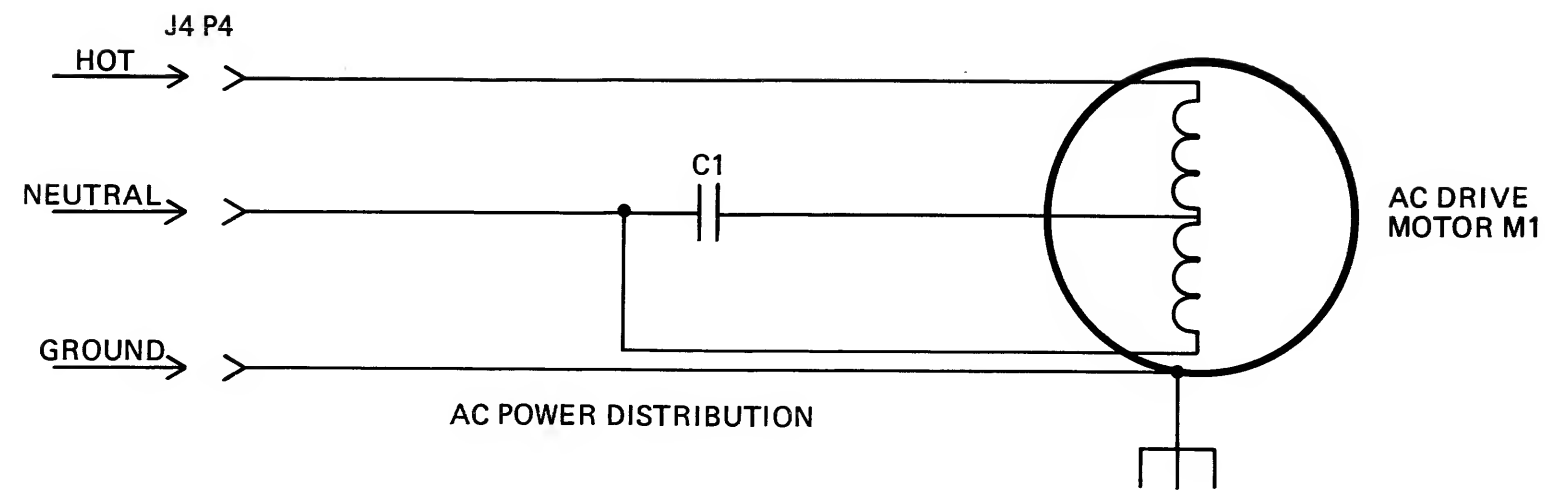 J4 P4
HOT
C1
NEUTRAL
AC DRIVE
MOTOR M1
GROUND
AC POWER DISTRIBUTION